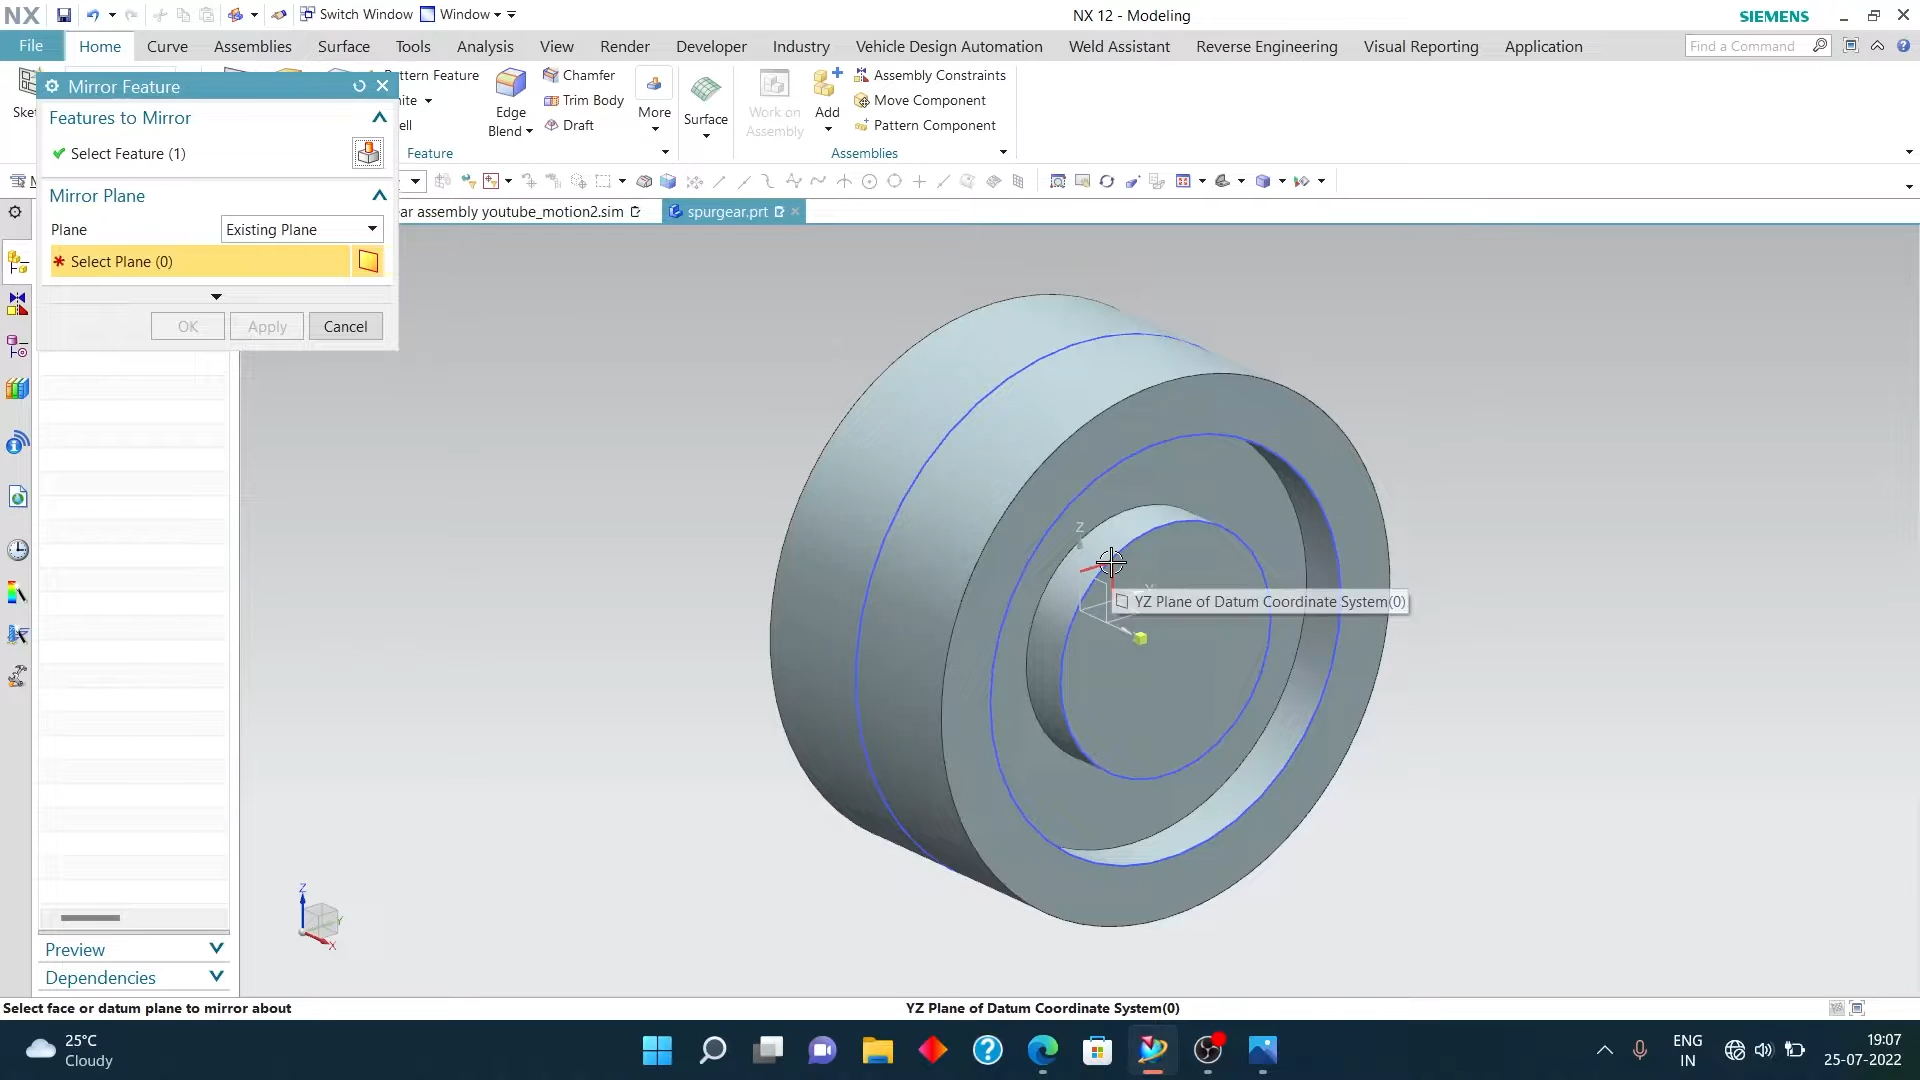 NX
Switch Window
Window
NX 12 - Modeling
SIEMENS
File
Home
Curve
Assemblies
Surface
Tools
Analysis
View
Render
Developer
Industry
Vehicle Design Automation
Weld Assistant
Reverse Engineering
Visual Reporting
Application
Find a Command
Mirror Feature
Features to Mirror
Select Feature (1)
Mirror Plane
Plane
Existing Plane
* Select Plane (0)
OK
Apply
Cancel
ttern Feature
Edge
Blend
Chamfer
Trim Body
Draft
More
Surface
Feature
Work on
Assembly
Add
Assembly Constraints
Move Component
Pattern Component
Assemblies
ar assembly youtube_motion2.sim
spurgear.prt
Z
YZ Plane of Datum Coordinate System(0)
Z
X
Preview
Dependencies
Select face or datum plane to mirror about
YZ Plane of Datum Coordinate System(0)
25°C
Cloudy
ENG
IN
19:07
25-07-2022